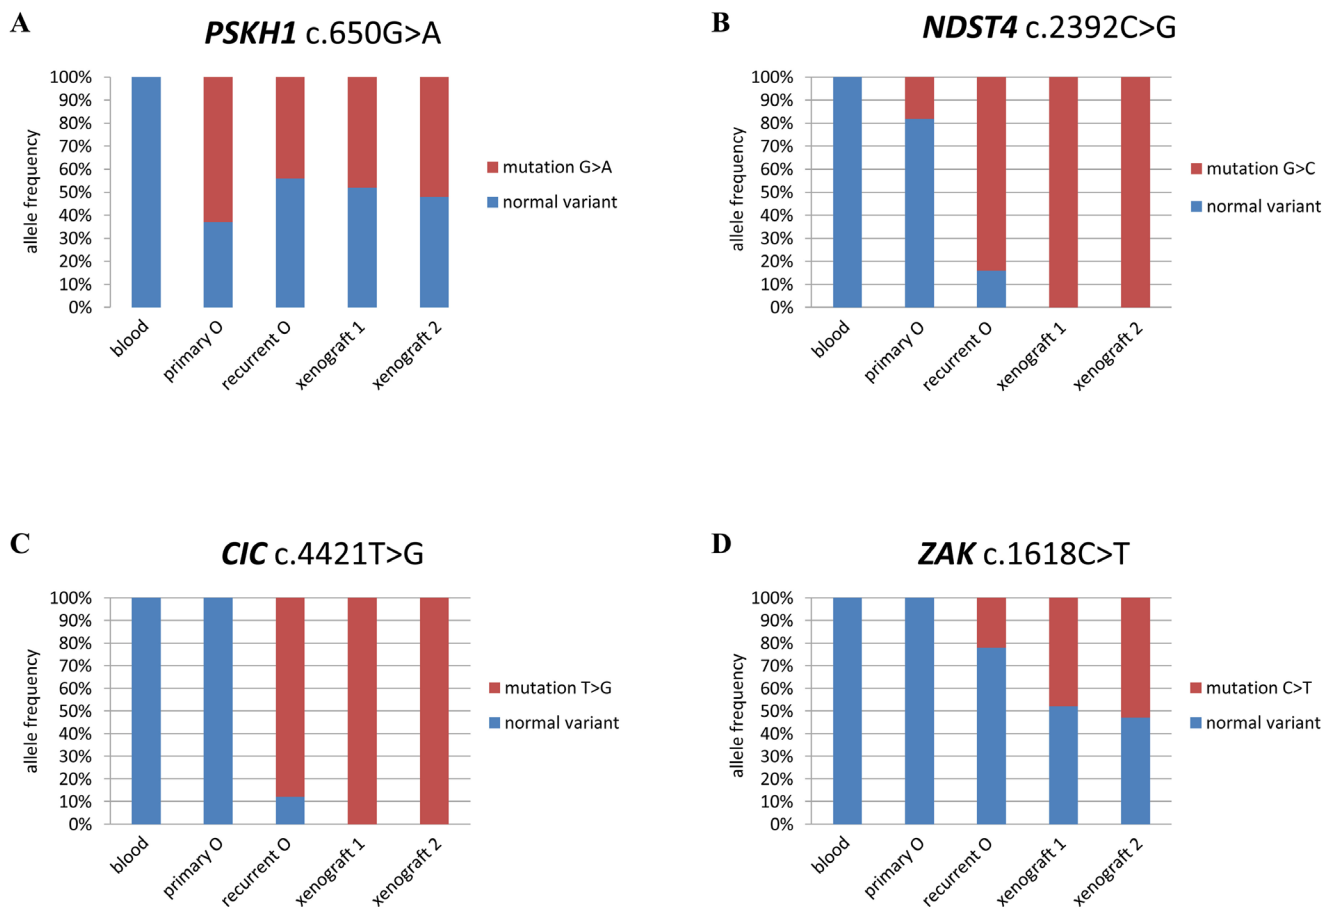 A
PSKH1 c.650G>A
100%
90%
80%
70%
60%
50%
40%
30%
20%
10%
0%
allele frequency
blood
primary O
recurrent O
xenograft 1
xenograft 2
mutation G>A
normal variant
B
NDST4 c.2392C>G
100%
90%
80%
70%
60%
50%
40%
30%
20%
10%
0%
allele frequency
blood
primary O
recurrent O
xenograft 1
xenograft 2
mutation G>C
normal variant
C
CIC c.4421T>G
100%
90%
80%
70%
60%
50%
40%
30%
20%
10%
0%
allele frequency
blood
primary O
recurrent O
xenograft 1
xenograft 2
mutation T>G
normal variant
D
ZAK c.1618C>T
100%
90%
80%
70%
60%
50%
40%
30%
20%
10%
0%
allele frequency
blood
primary O
recurrent O
xenograft 1
xenograft 2
mutation C>T
normal variant